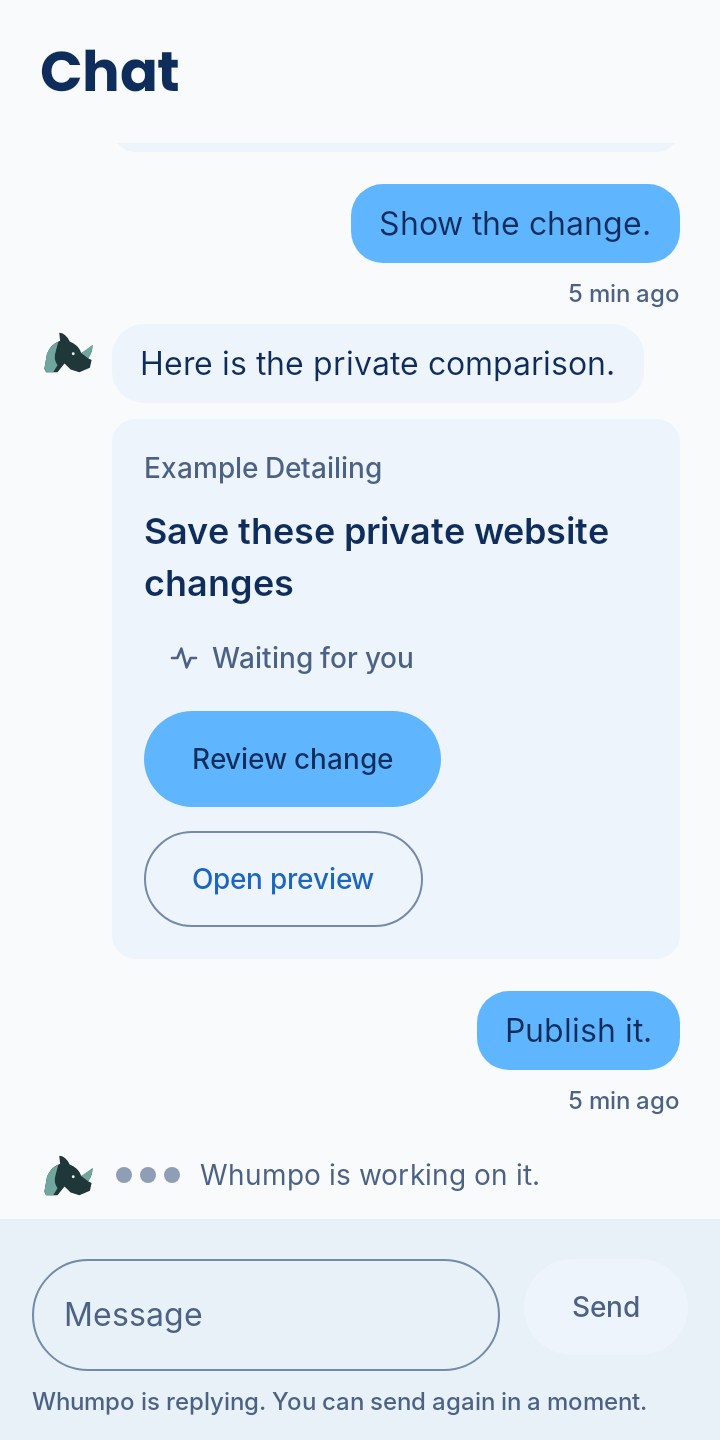 Chat
Show the change.
5 min ago
Here is the private comparison.
Example Detailing
Save these private website
changes
Waiting for you
Review change
Open preview
Publish it.
5 min ago
Whumpo is working on it.
Message
Send
Whumpo is replying. You can send again in a moment.